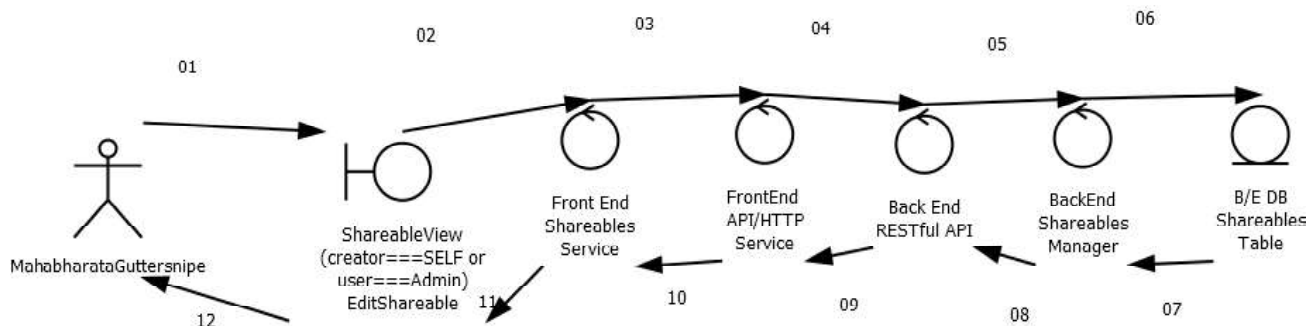 01
02
03
04
05
06
MahabharataGuttersnipe
ShareableView
(creator===SELF or
user===Admin)
EditShareable
Front End
Shareables
Service
FrontEnd
API/HTTP
Service
Back End
RESTful API
BackEnd
Shareables
Manager
B/E DB
Shareables
Table
12
11
10
09
08
07